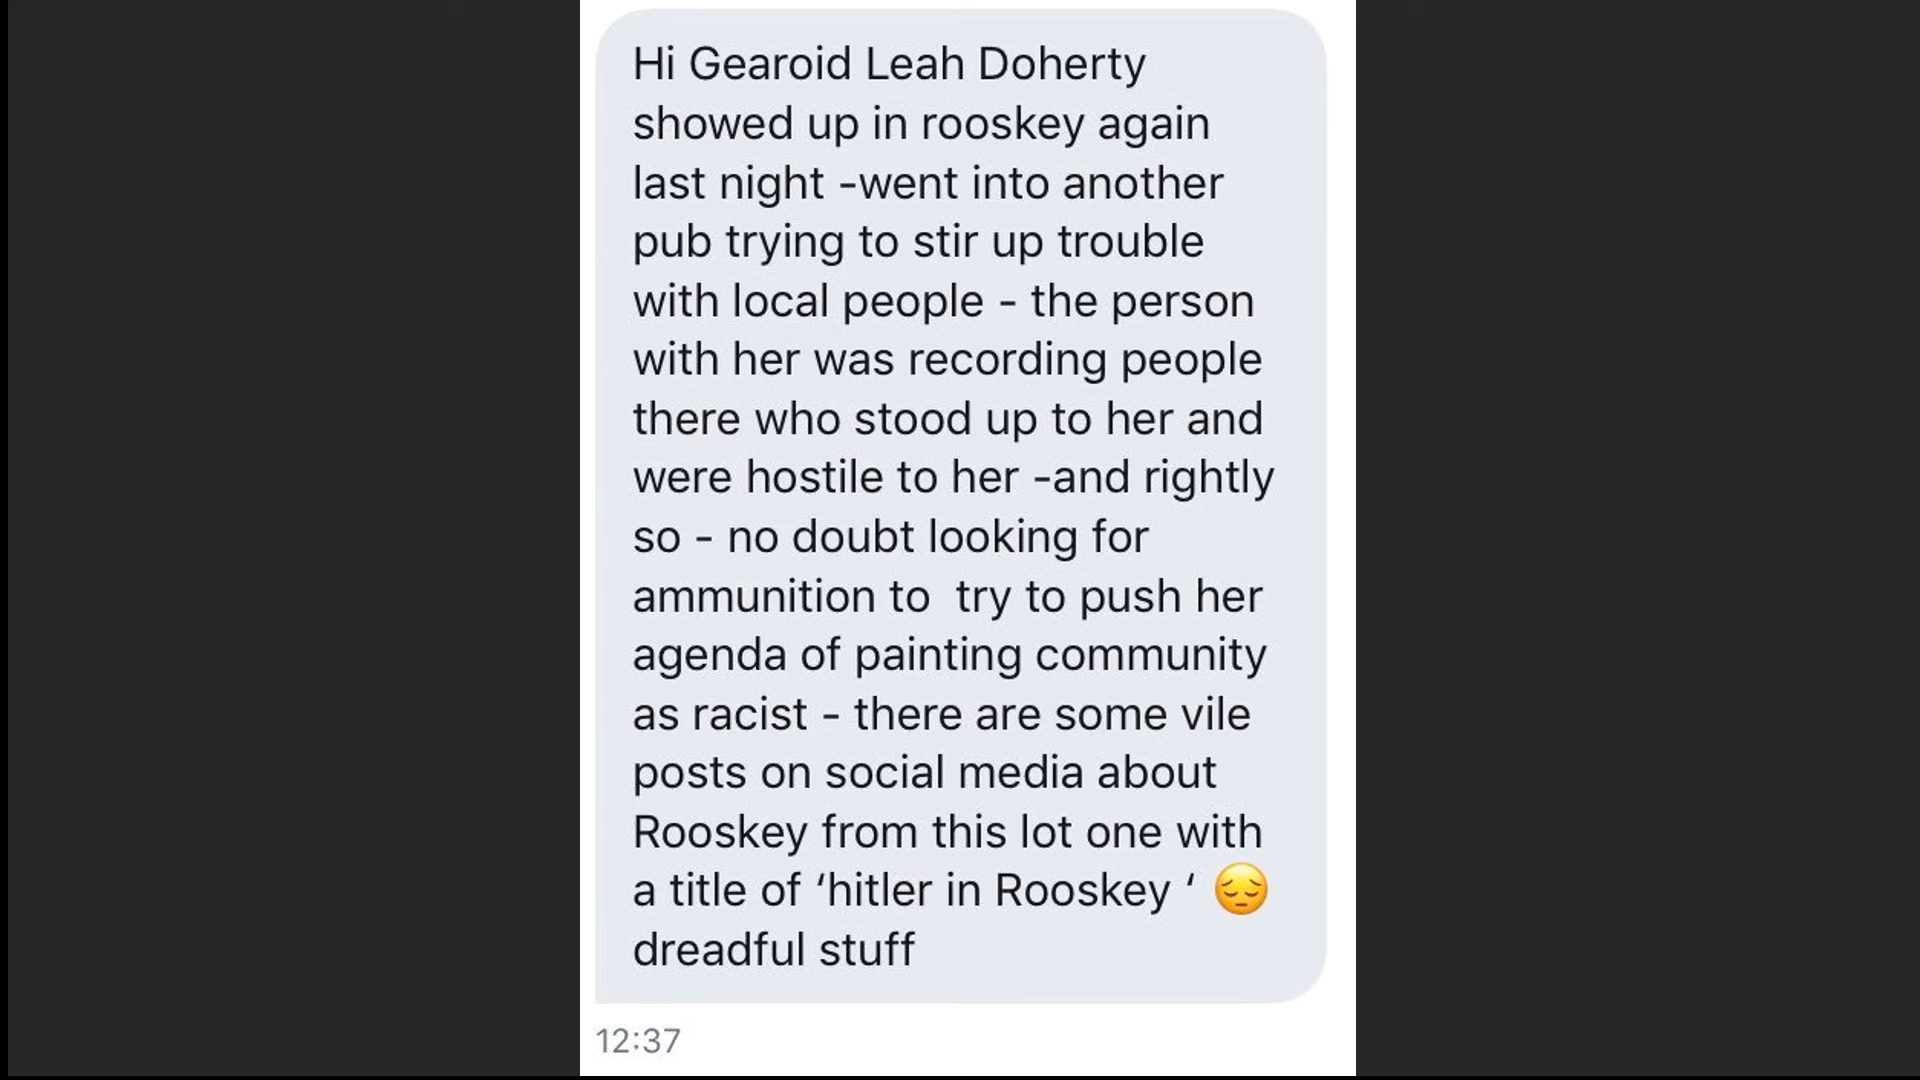 Hi Gearoid Leah Doherty
showed up in rooskey again
last night -went into another
pub trying to stir up trouble
with local people - the person
with her was recording people
there who stood up to her and
were hostile to her -and rightly
so - no doubt looking for
ammunition to  try to push her
agenda of painting community
as racist - there are some vile
posts on social media about
Rooskey from this lot one with
a title of ‘hitler in Rooskey ‘ 😔
dreadful stuff
12:37